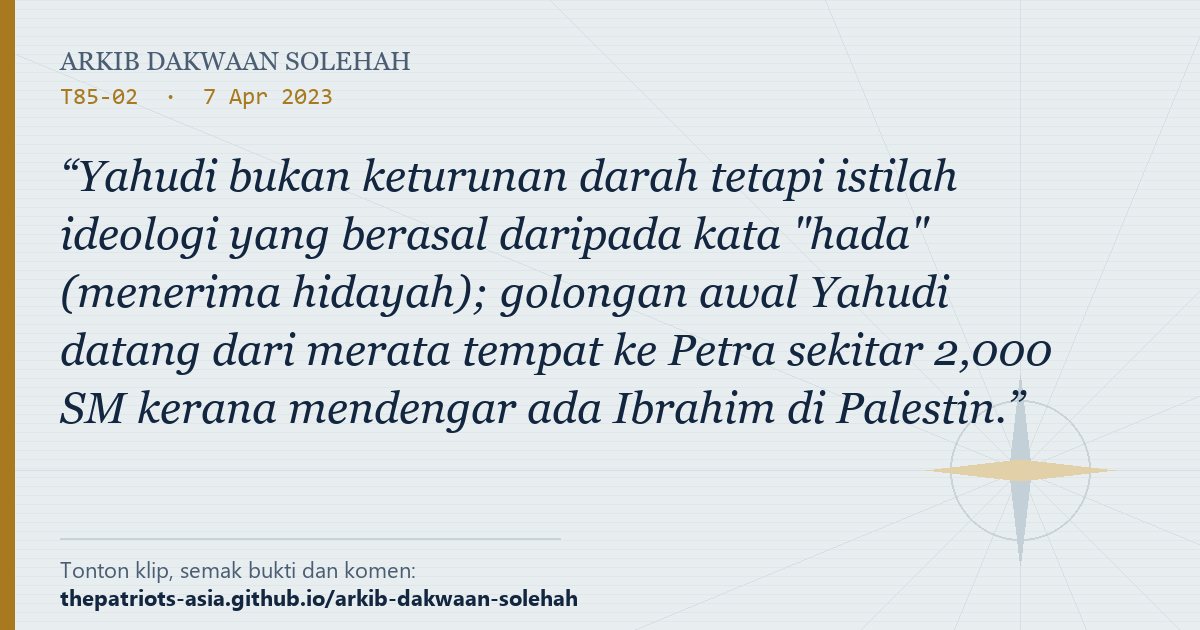 ARKIB DAKWAAN SOLEHAH
T85-02 · 7 Apr 2023
“Yahudi bukan keturunan darah tetapi istilah
ideologi yang berasal daripada kata "hada"
(menerima hidayah); golongan awal Yahudi
datang dari merata tempat ke Petra sekitar 2,000
SM kerana mendengar ada Ibrahim di Palestin.”
Tonton klip, semak bukti dan komen:
thepatriots-asia.github.io/arkib-dakwaan-solehah